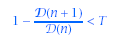 1 − 𝒟(n + 1)/𝒟(n) < T